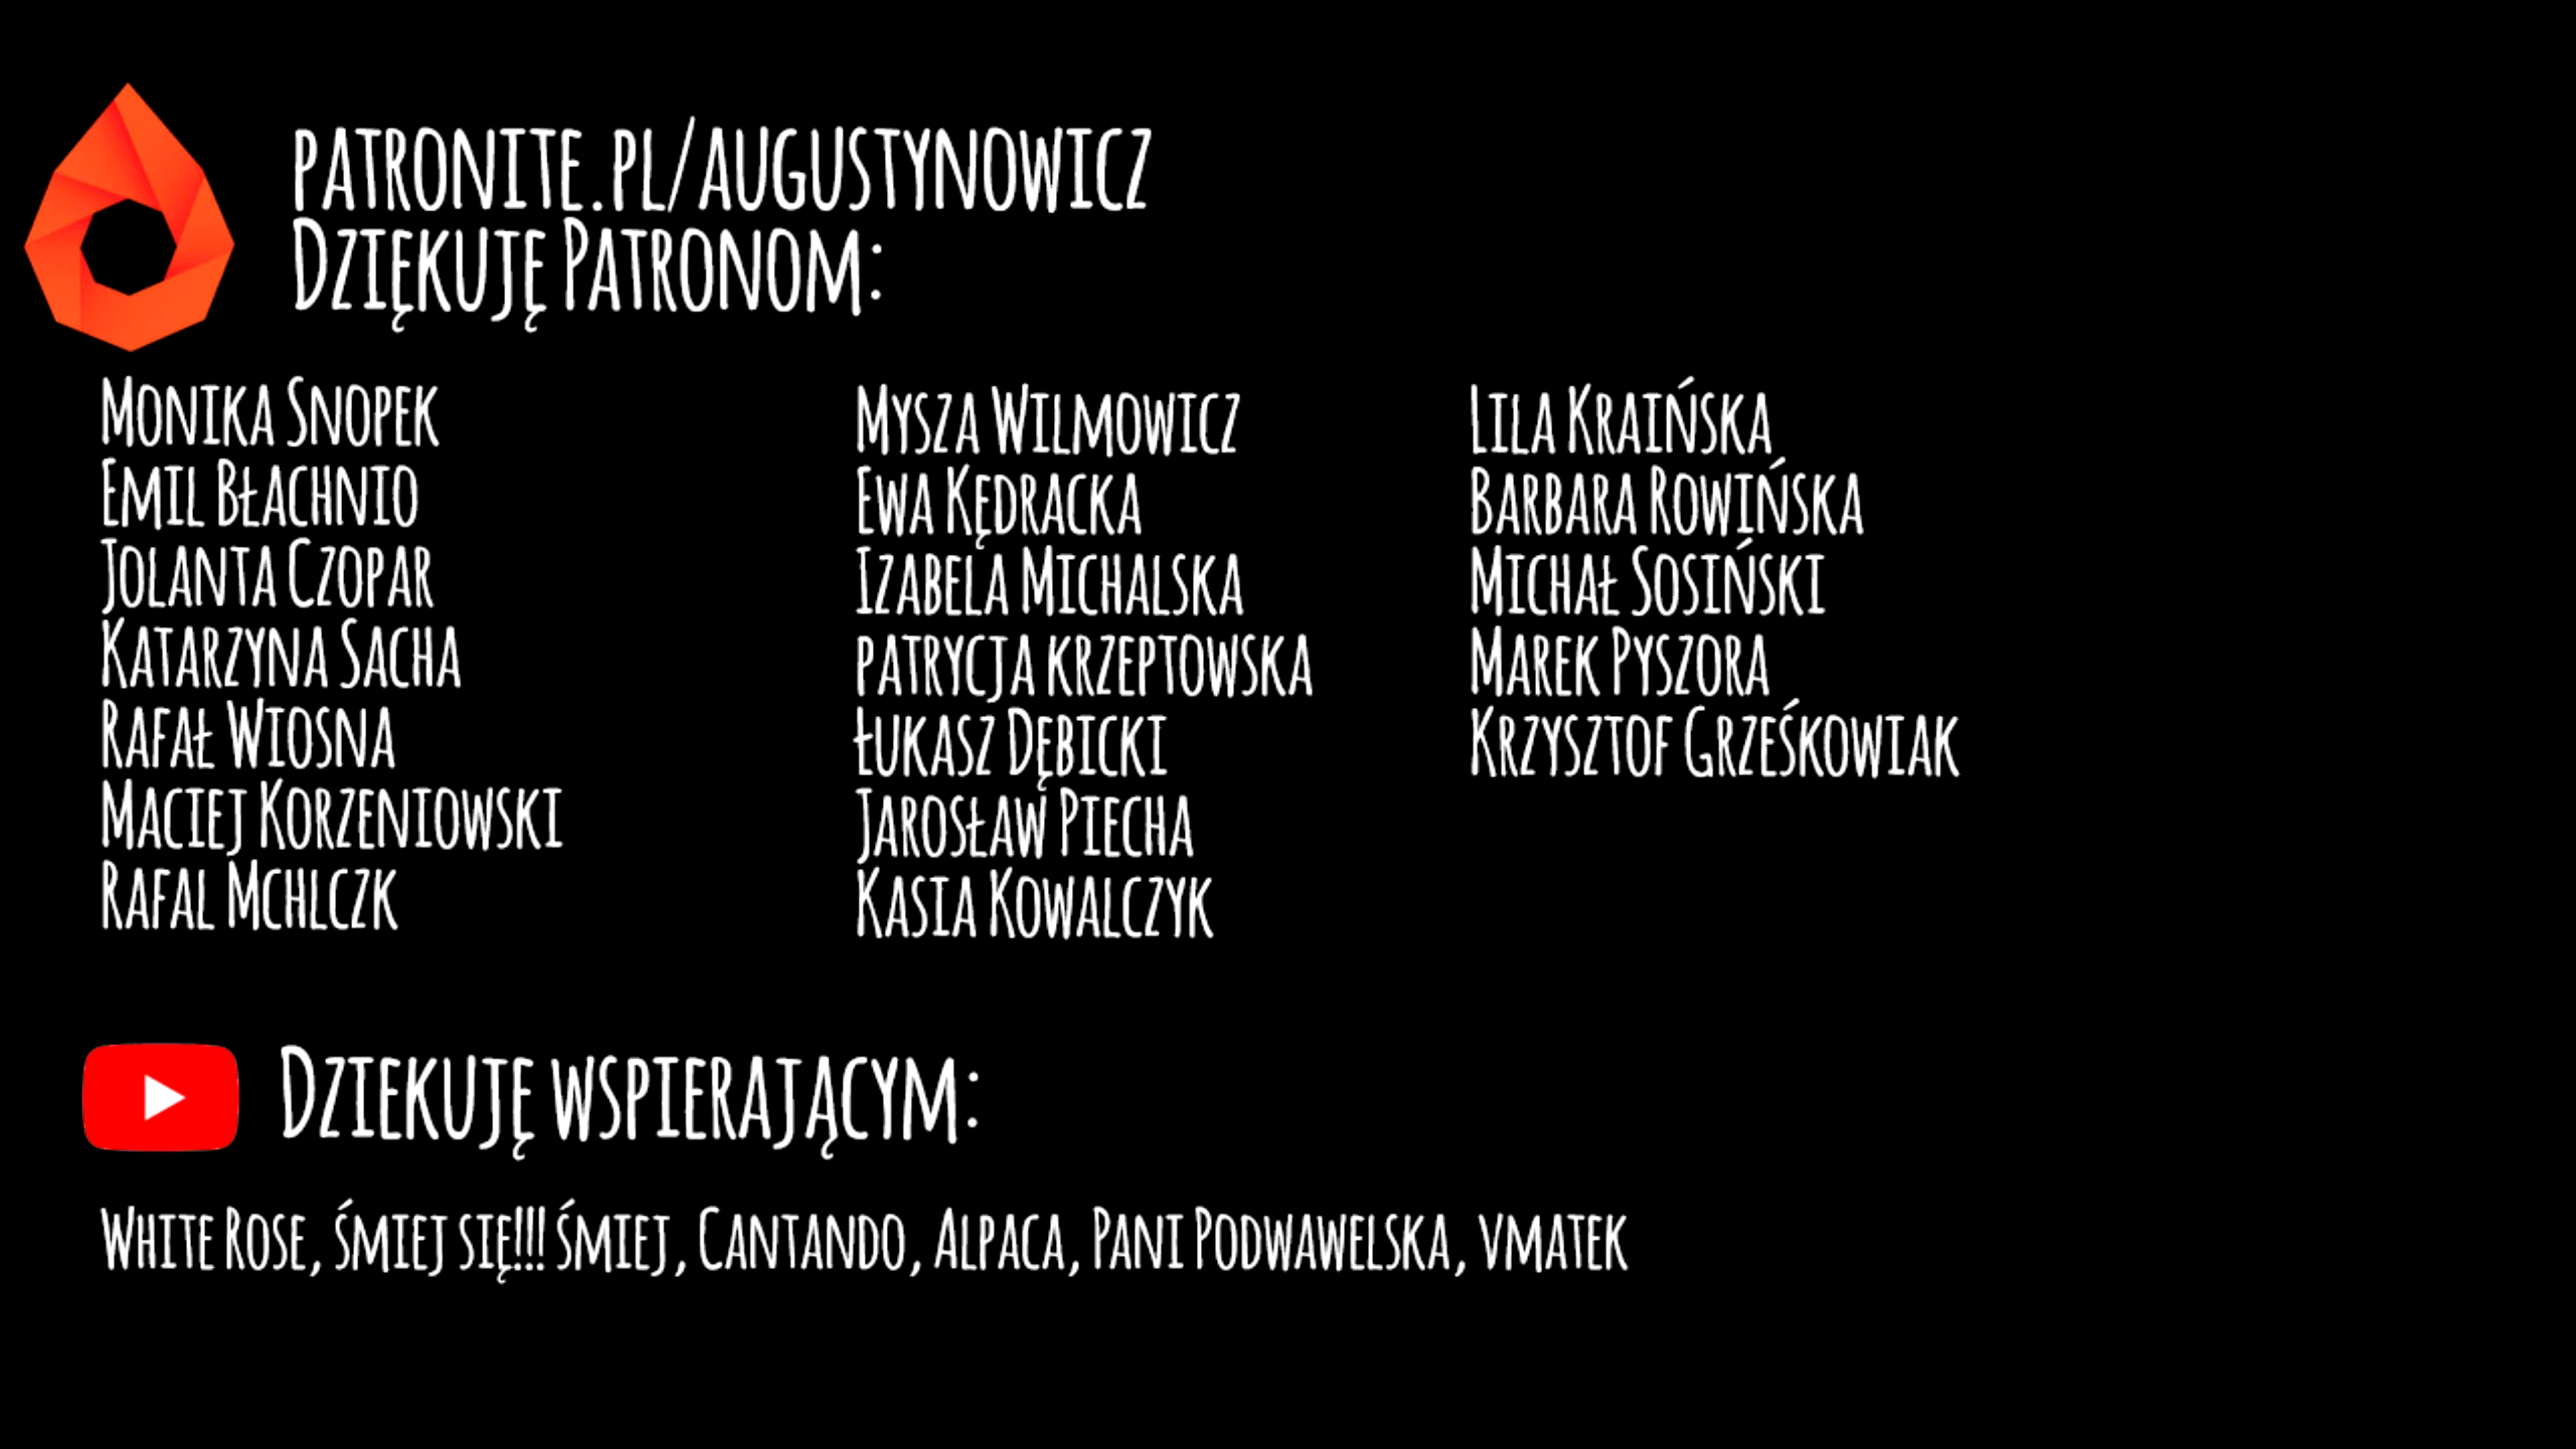 patronite.pl/augustynowicz
Dziękuję Patronom:
Monika Snopek
Emil Błachnio
Jolanta Czopar
Katarzyna Sacha
Rafał Wiosna
Maciej Korzeniowski
Rafal Mchlczk
Mysza Wilmowicz
Ewa Kędracka
Izabela Michalska
patrycja krzeptowska
Łukasz Dębicki
Jarosław Piecha
Kasia Kowalczyk
Lila Kraińska
Barbara Rowińska
Michał Sosiński
Marek Pyszora
Krzysztof Grześkowiak
Dziekuję wspierającym:
White Rose, śmiej się!!! śmiej, Cantando, Alpaca, Pani Podwawelska, vmatek